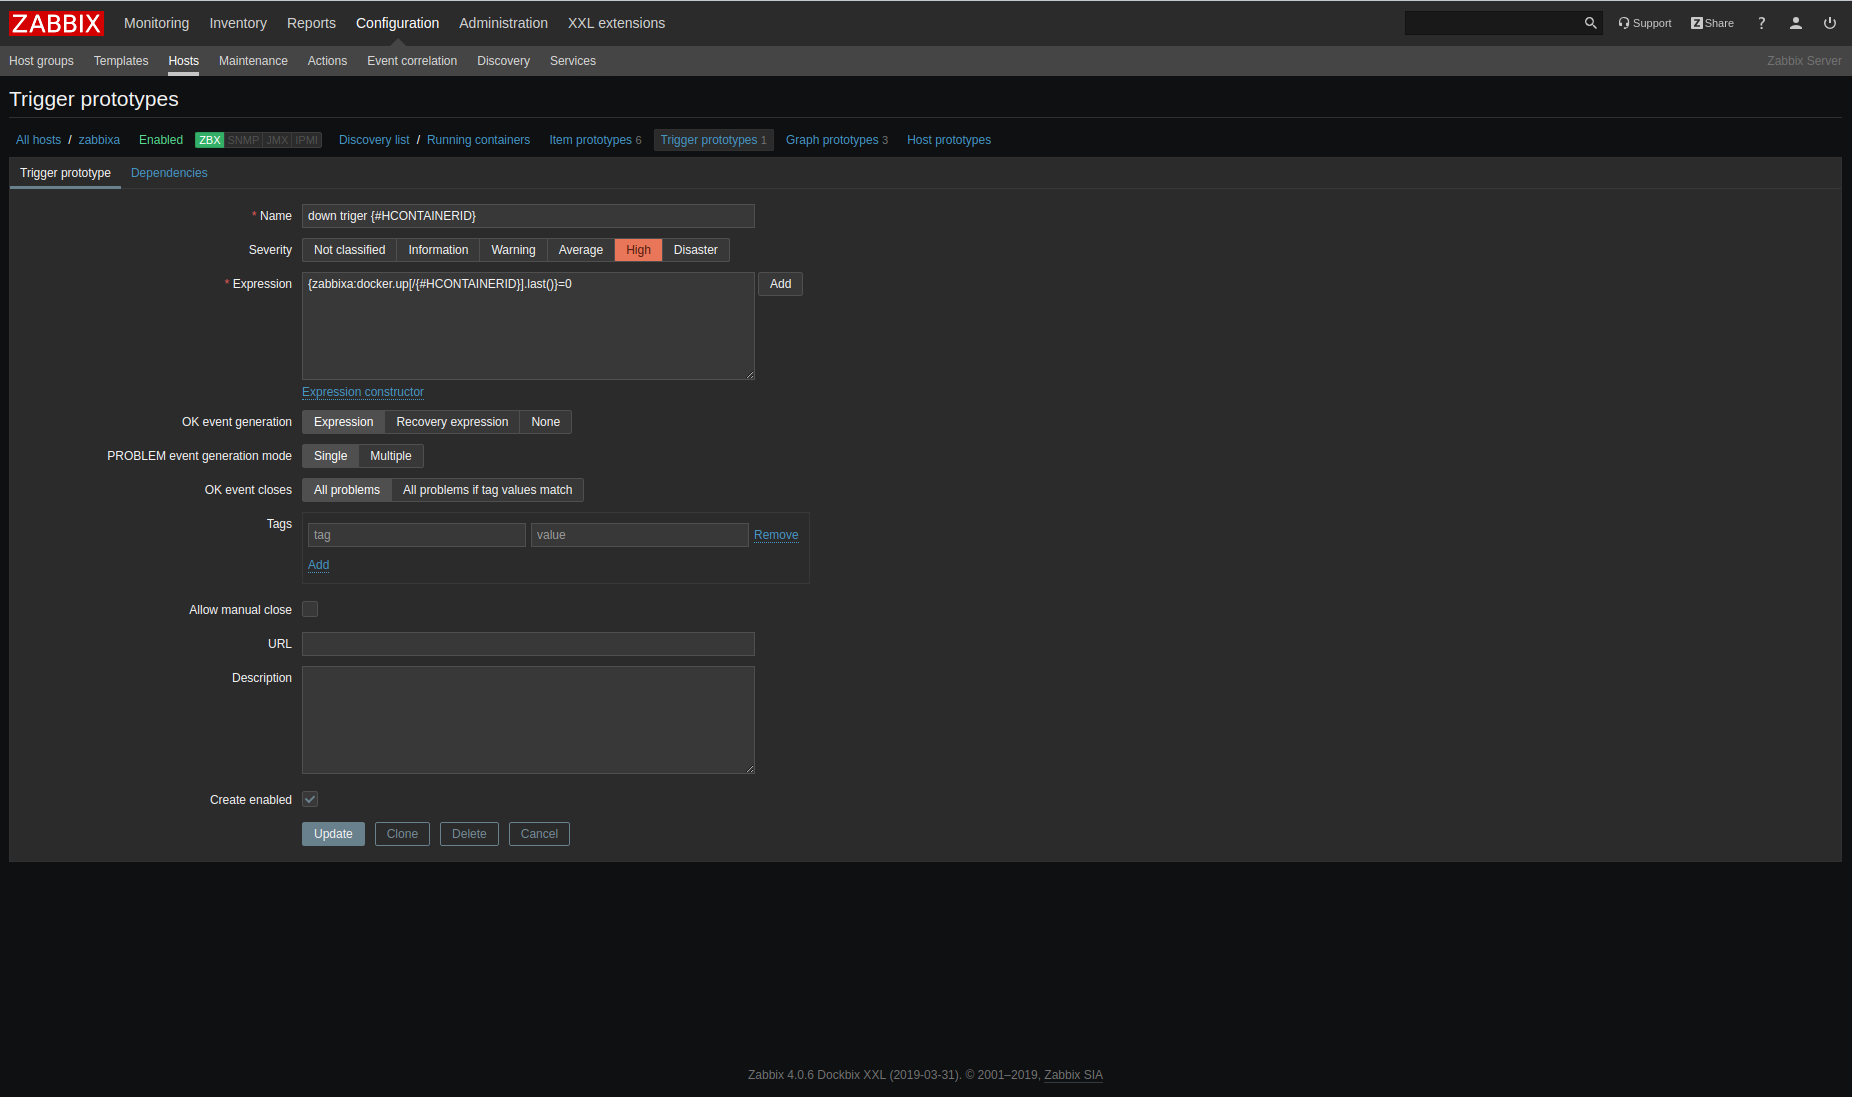 ZABBIX Monitoring Inventory Reports Configuration Administration XXL extensions Support Z Share ?
Host groups Templates Hosts Maintenance Actions Event correlation Discovery Services Zabbix Server
Trigger prototypes
All hosts / zabbixa Enabled ZBX SNMP JMX IPMI Discovery list / Running containers Item prototypes 6 Trigger prototypes 1 Graph prototypes 3 Host prototypes
Trigger prototype Dependencies
* Name down triger {#HCONTAINERID}
Severity Not classified Information Warning Average High Disaster
* Expression {zabbixa:docker.up[/{#HCONTAINERID}].last()}=0 Add
Expression constructor
OK event generation Expression Recovery expression None
PROBLEM event generation mode Single Multiple
OK event closes All problems All problems if tag values match
Tags tag value Remove
Add
Allow manual close
URL
Description
Create enabled
Update Clone Delete Cancel
Zabbix 4.0.6 Dockbix XXL (2019-03-31). © 2001–2019, Zabbix SIA